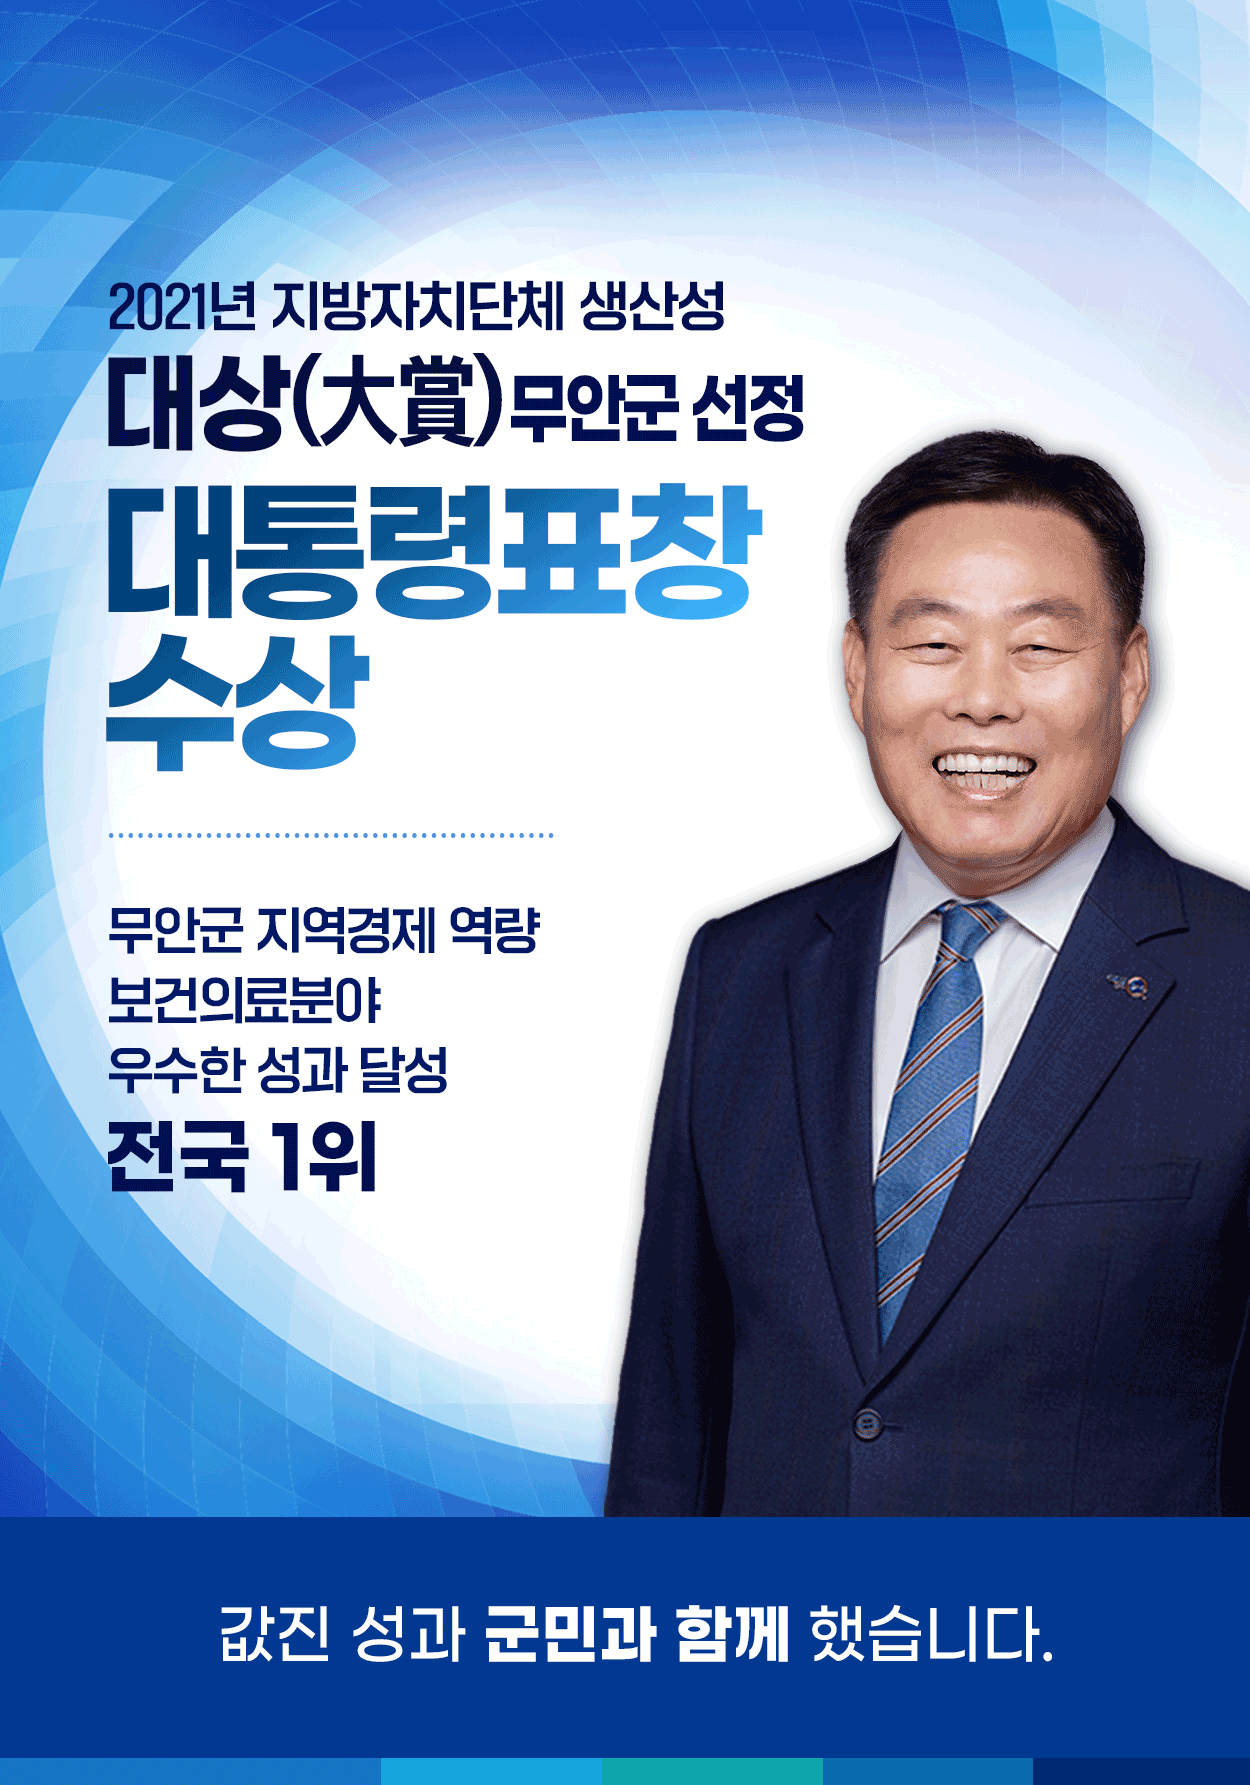 2021년 지방자치단체 생산성
대상(大賞) 무안군 선정
대통령표창
수상
무안군 지역경제 역량
보건의료분야
우수한 성과 달성
전국 1위
값진 성과 군민과 함께 했습니다.